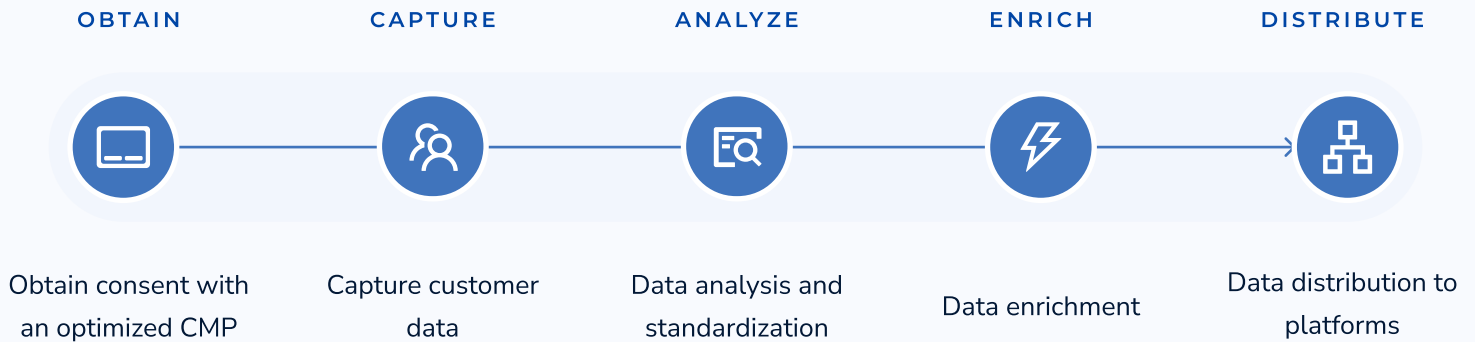 OBTAIN
CAPTURE
ANALYZE
ENRICH
DISTRIBUTE
Obtain consent with
an optimized CMP
Capture customer
data
Data analysis and
standardization
Data enrichment
Data distribution to
platforms